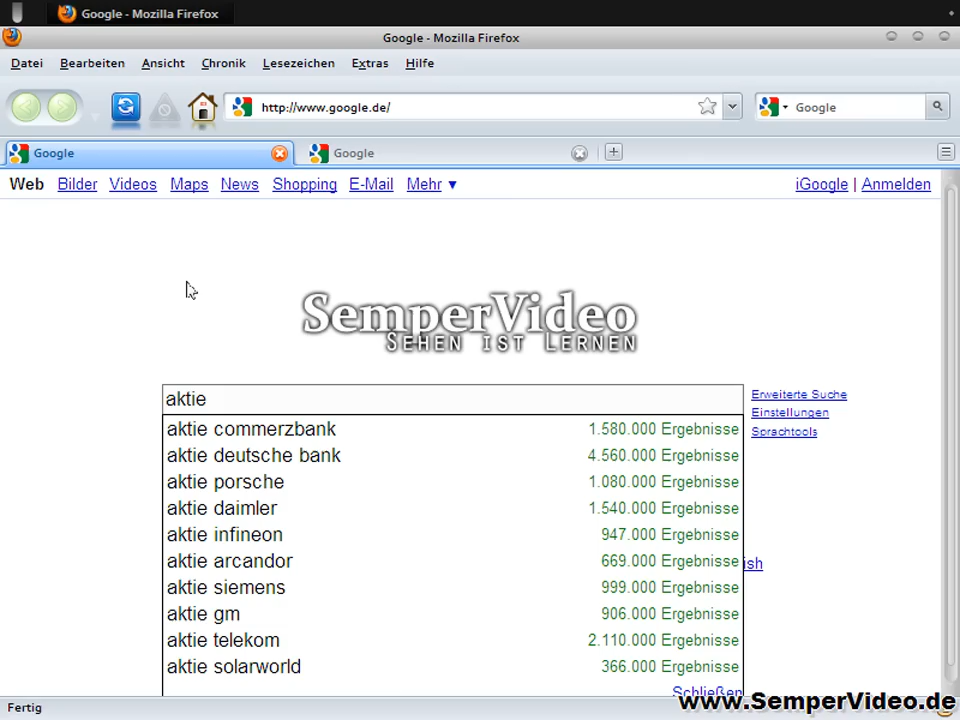 Google - Mozilla Firefox
Google - Mozilla Firefox
Datei Bearbeiten Ansicht Chronik Lesezeichen Extras Hilfe
http://www.google.de/ Google
Google Google
Web Bilder Videos Maps News Shopping E-Mail Mehr ▼ iGoogle | Anmelden
SemperVideo
Sehen ist Lernen
aktie Erweiterte Suche
Einstellungen
Sprachtools
aktie commerzbank 1.580.000 Ergebnisse
aktie deutsche bank 4.560.000 Ergebnisse
aktie porsche 1.080.000 Ergebnisse
aktie daimler 1.540.000 Ergebnisse
aktie infineon 947.000 Ergebnisse
aktie arcandor 669.000 Ergebnisse ish
aktie siemens 999.000 Ergebnisse
aktie gm 906.000 Ergebnisse
aktie telekom 2.110.000 Ergebnisse
aktie solarworld 366.000 Ergebnisse
Schließen
Fertig www.SemperVideo.de